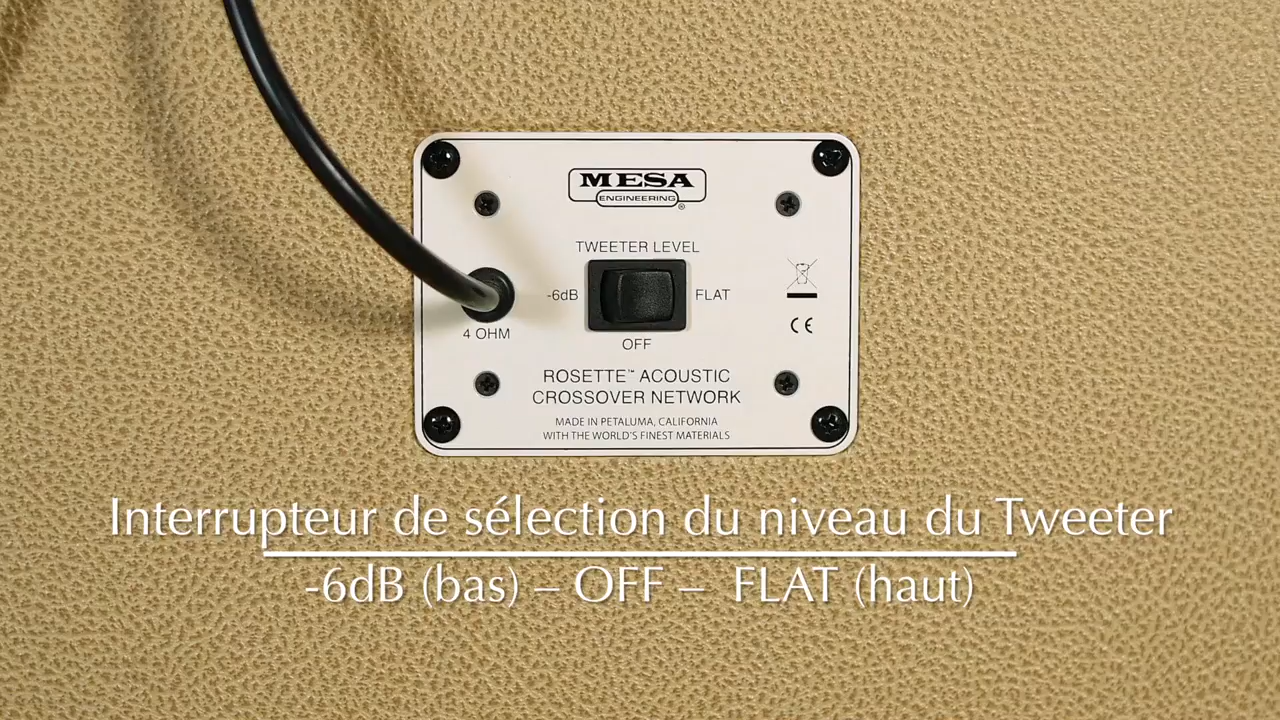 MESA
ENGINEERING®
TWEETER LEVEL
-6dB
FLAT
4 OHM
OFF
CE
ROSETTE™ ACOUSTIC
CROSSOVER NETWORK
MADE IN PETALUMA, CALIFORNIA
WITH THE WORLD'S FINEST MATERIALS
Interrupteur de sélection du niveau du Tweeter
-6dB (bas) – OFF – FLAT (haut)